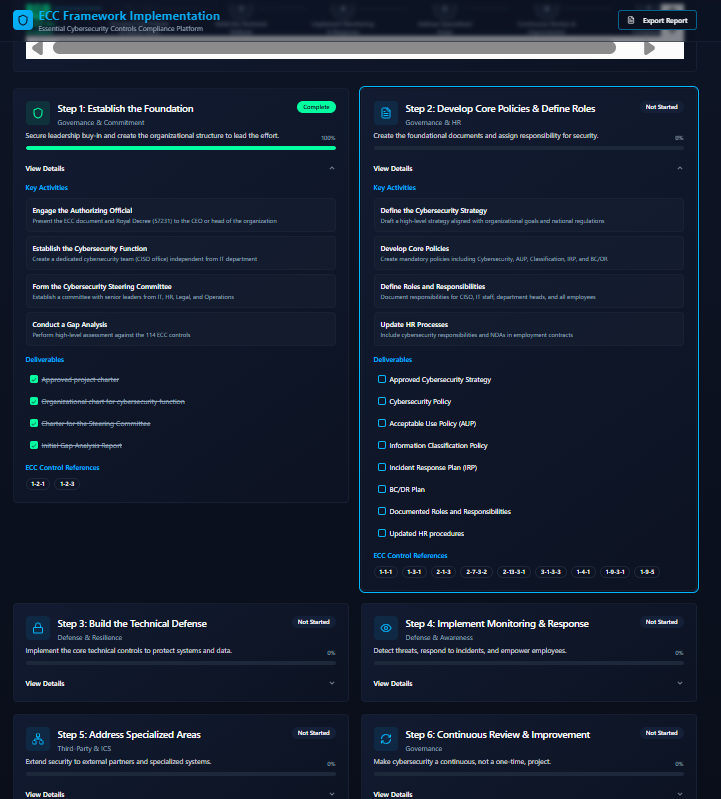 ECC Framework Implementation
Essential Cybersecurity Controls Compliance Platform
Export Report
Step 1: Establish the Foundation
Complete
Governance & Commitment
Secure leadership buy-in and create the organizational structure to lead the effort.
100%
View Details
Key Activities
Engage the Authorizing Official
Present the ECC document and Royal Decree (57231) to the CEO or head of the organization
Establish the Cybersecurity Function
Create a dedicated cybersecurity team (CISO office) independent from IT department
Form the Cybersecurity Steering Committee
Establish a committee with senior leaders from IT, HR, Legal, and Operations
Conduct a Gap Analysis
Perform high-level assessment against the 114 ECC controls
Deliverables
Approved project charter
Organizational chart for cybersecurity function
Charter for the Steering Committee
Initial Gap Analysis Report
ECC Control References
1-2-1 1-2-3
Step 2: Develop Core Policies & Define Roles
Not Started
Governance & HR
Create the foundational documents and assign responsibility for security.
0%
View Details
Key Activities
Define the Cybersecurity Strategy
Draft a high-level strategy aligned with organizational goals and national regulations
Develop Core Policies
Create mandatory policies including Cybersecurity, AUP, Classification, IRP, and BC/DR
Define Roles and Responsibilities
Document responsibilities for CISO, IT staff, department heads, and all employees
Update HR Processes
Include cybersecurity responsibilities and NDAs in employment contracts
Deliverables
Approved Cybersecurity Strategy
Cybersecurity Policy
Acceptable Use Policy (AUP)
Information Classification Policy
Incident Response Plan (IRP)
BC/DR Plan
Documented Roles and Responsibilities
Updated HR procedures
ECC Control References
1-1-1 1-3-1 2-1-3 2-7-3-2 2-13-3-1 3-1-3-3 1-4-1 1-9-3-1 1-9-5
Step 3: Build the Technical Defense
Not Started
Defense & Resilience
Implement the core technical controls to protect systems and data.
0%
View Details
Step 4: Implement Monitoring & Response
Not Started
Defense & Awareness
Detect threats, respond to incidents, and empower employees.
0%
View Details
Step 5: Address Specialized Areas
Not Started
Third-Party & ICS
Extend security to external partners and specialized systems.
0%
View Details
Step 6: Continuous Review & Improvement
Not Started
Governance
Make cybersecurity a continuous, not a one-time, project.
0%
View Details